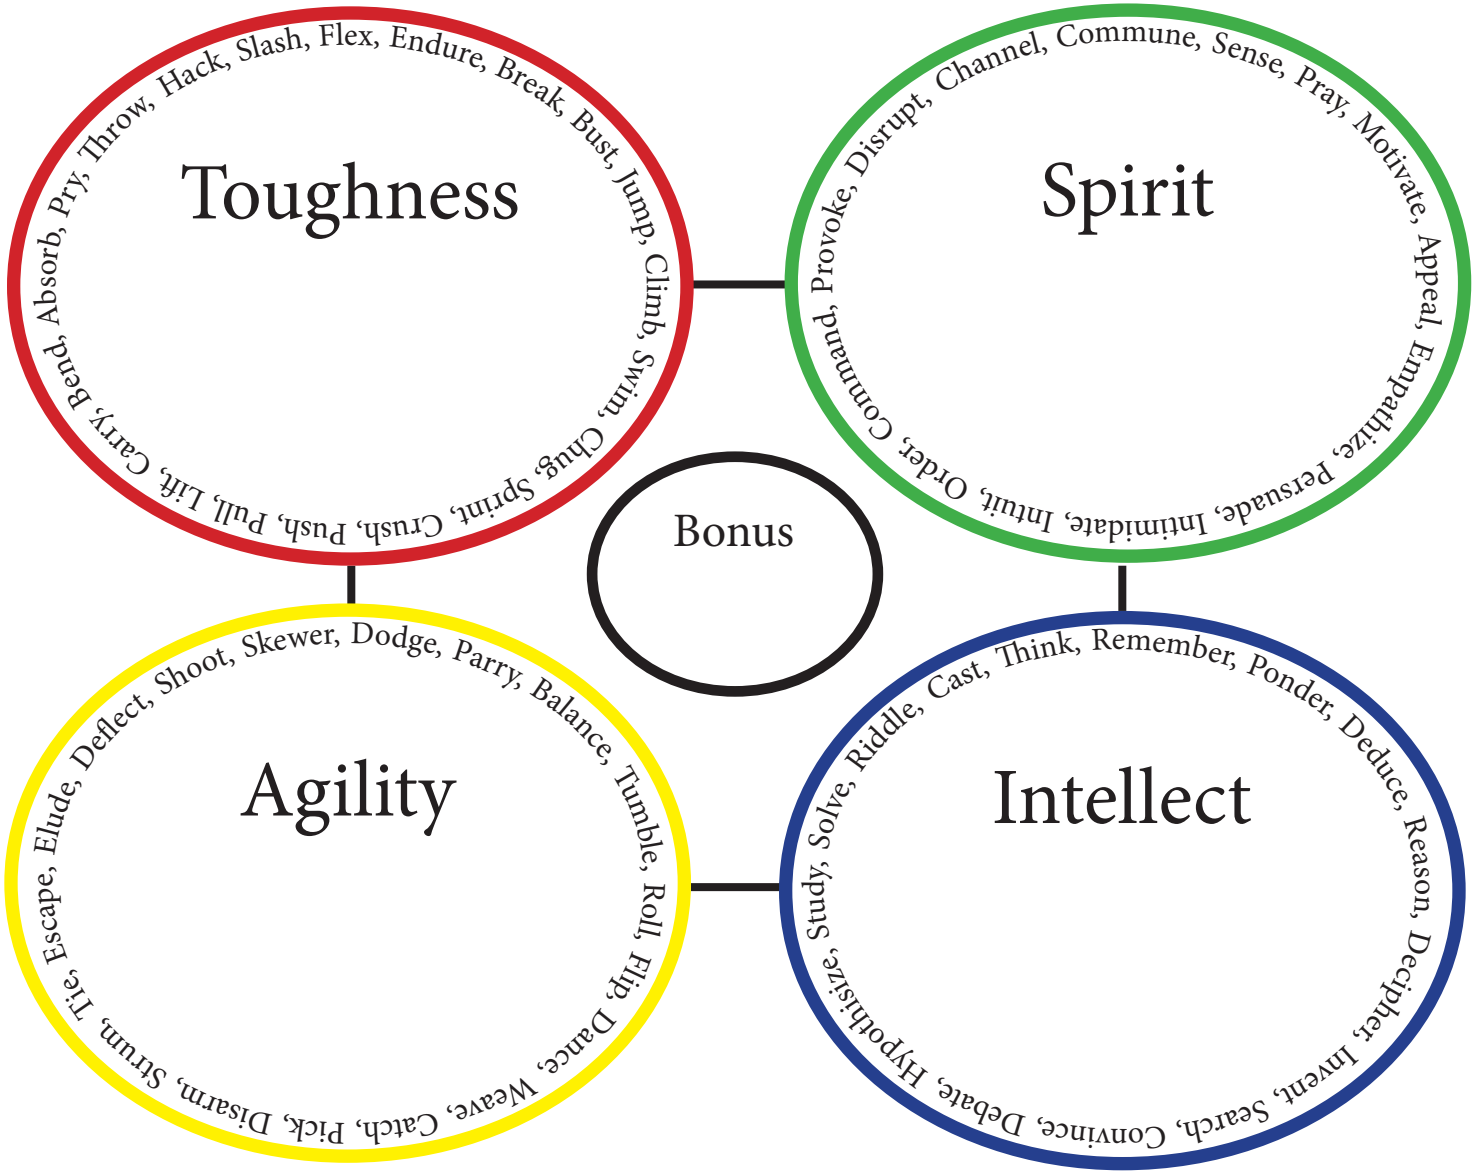 Absorb, Pry, Throw, Hack, Slash, Flex, Endure, Break, Bust, Jump, Climb, Swim, Chug, Sprint, Crush, Push, Pull, Lift, Carry, Bend,
Toughness
Provoke, Disrupt, Channel, Commune, Sense, Pray, Motivate, Appeal, Empathize, Persuade, Intimidate, Intuit, Order, Command,
Spirit
Bonus
Escape, Elude, Deflect, Shoot, Skewer, Dodge, Parry, Balance, Tumble, Roll, Flip, Dance, Weave, Catch, Pick, Disarm, Strum, Tie,
Agility
Study, Solve, Riddle, Cast, Think, Remember, Ponder, Deduce, Reason, Decipher, Invent, Search, Convince, Debate, Hypothisize,
Intellect